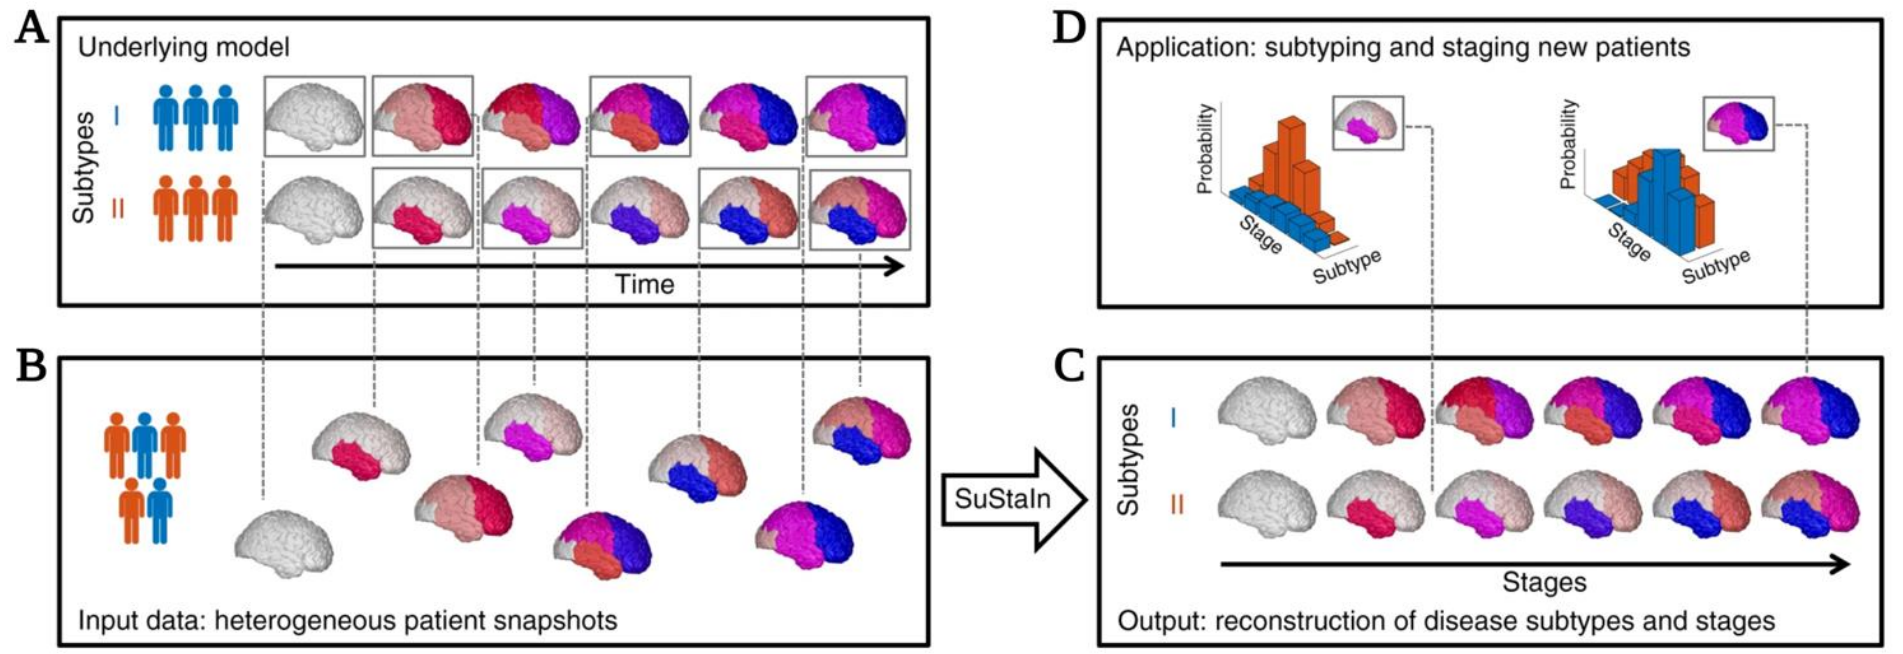 A
Underlying model
Subtypes
I
II
Time
B
Input data: heterogeneous patient snapshots
SuStaIn
D
Application: subtyping and staging new patients
Probability
Stage
Subtype
Probability
Stage
Subtype
C
Subtypes
I
II
Stages
Output: reconstruction of disease subtypes and stages